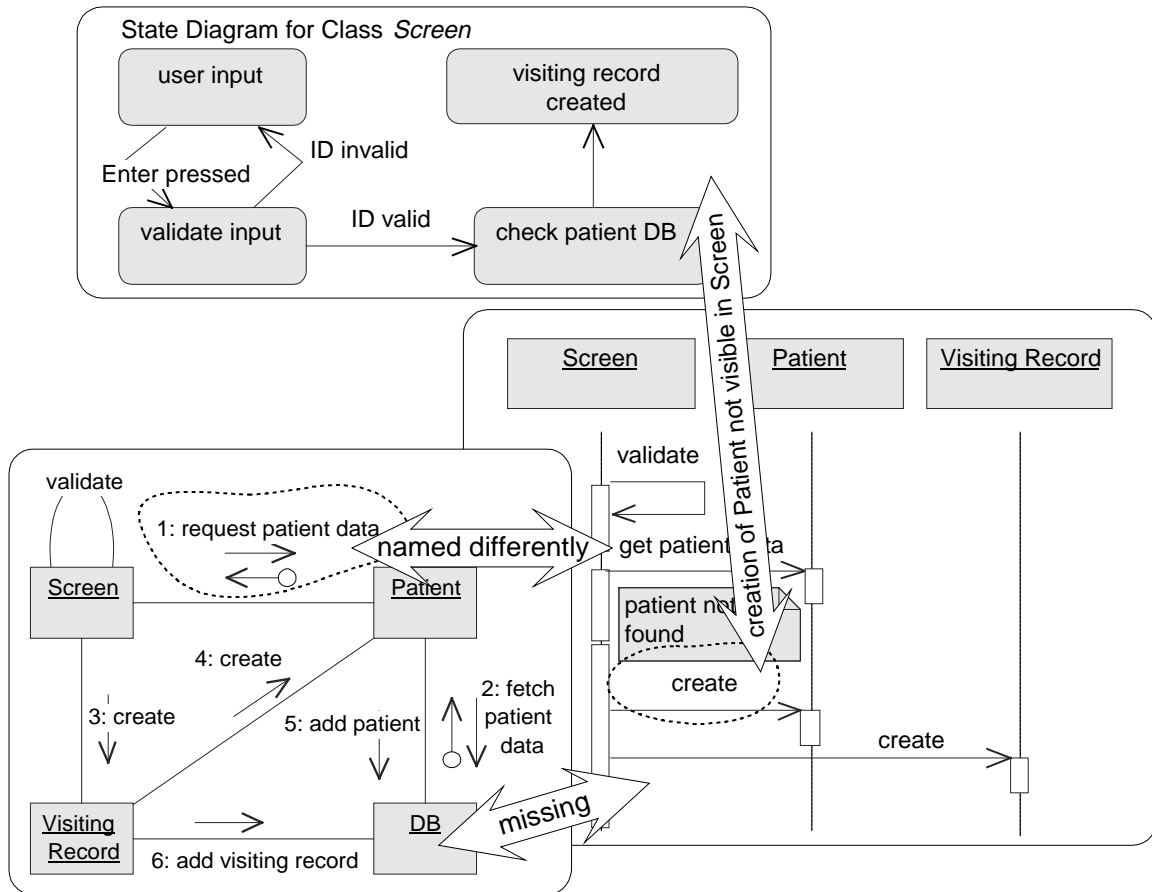 State Diagram for Class Screen
user input
visiting record
created
ID invalid
Enter pressed
ID valid
validate input
check patient DB
creation of Patient not visible in Screen
Screen
Patient
Visiting Record
validate
get patient data
patient not
found
create
create
validate
1: request patient data
named differently
Screen
Patient
4: create
3: create
2: fetch
patient
data
5: add patient
missing
Visiting
Record
DB
6: add visiting record